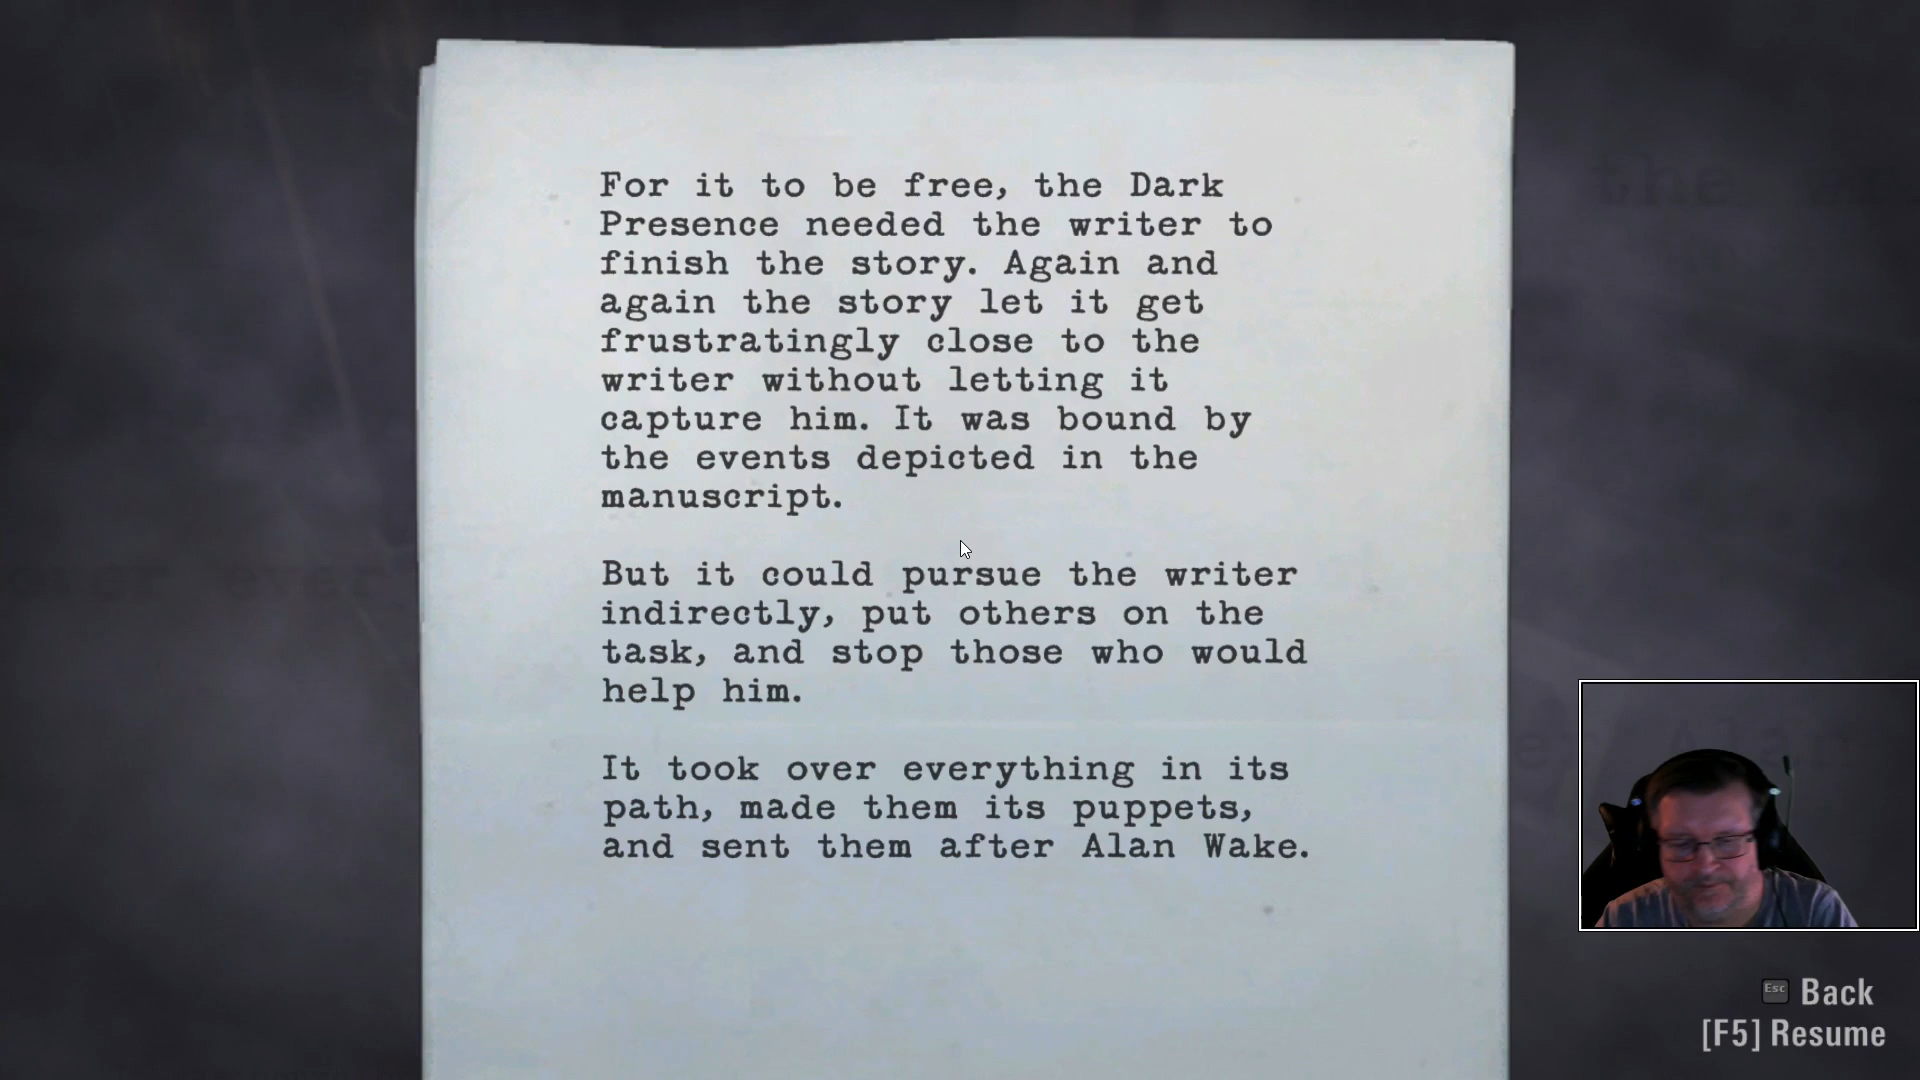 For it to be free, the Dark
Presence needed the writer to
finish the story. Again and
again the story let it get
frustratingly close to the
writer without letting it
capture him. It was bound by
the events depicted in the
manuscript.
But it could pursue the writer
indirectly, put others on the
task, and stop those who would
help him.
It took over everything in its
path, made them its puppets,
and sent them after Alan Wake.
Esc Back
[F5] Resume